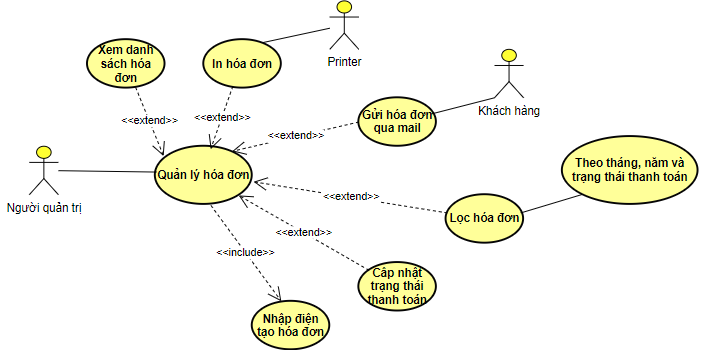 Xem danh
sách hóa
đơn
In hóa đơn
Printer
<<extend>>
<<extend>>
Gửi hóa đơn
qua mail
Khách hàng
<<extend>>
Người quản trị
Quản lý hóa đơn
Theo tháng, năm và
trạng thái thanh toán
<<extend>>
Lọc hóa đơn
<<extend>>
<<include>>
Cập nhật
trạng thái
thanh toán
Nhập điện
tạo hóa đơn